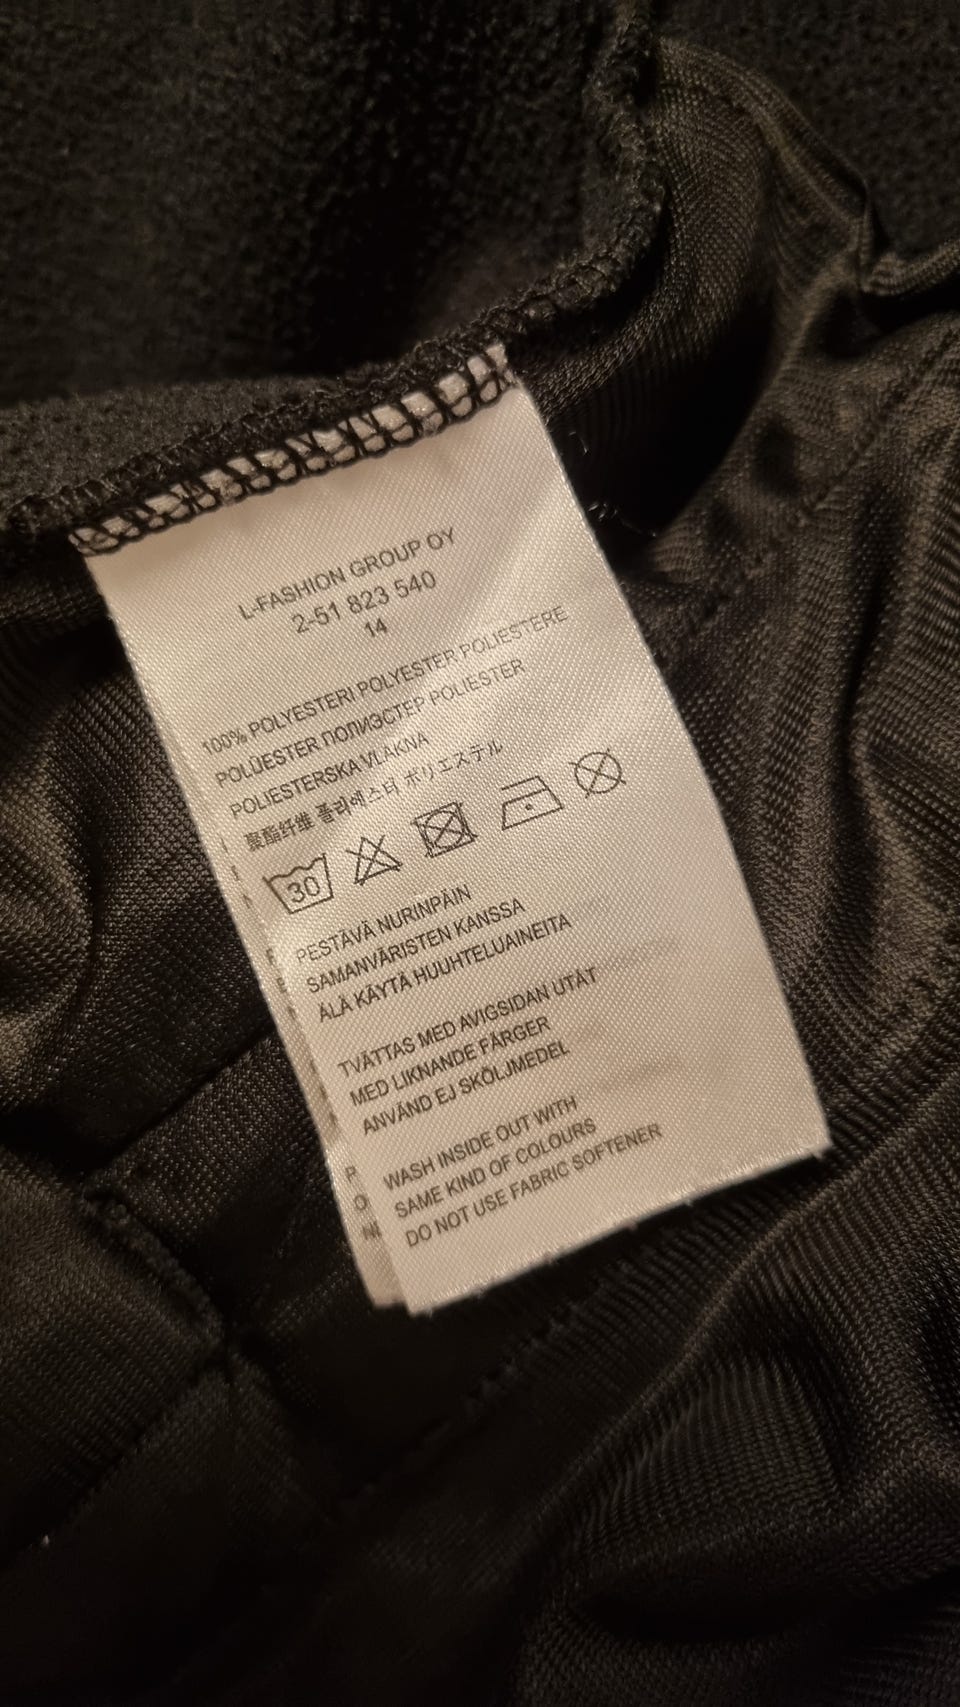 L-FASHION GROUP OY
2-51 823 540
14
100% POLYESTERI POLYESTER POLIESTERE
POLÜESTER ПОЛИЭСТЕР POLIESTER
POLIESTERSKA VLAKNA
聚酯纤维 폴리에스터 ポリエステル
30
PESTÄVÄ NURINPÄIN
SAMANVÄRISTEN KANSSA
ÄLÄ KÄYTÄ HUUHTELUAINEITA
TVÄTTAS MED AVIGSIDAN UTÅT
MED LIKNANDE FÄRGER
ANVÄND EJ SKÖLJMEDEL
WASH INSIDE OUT WITH
SAME KIND OF COLOURS
DO NOT USE FABRIC SOFTENER